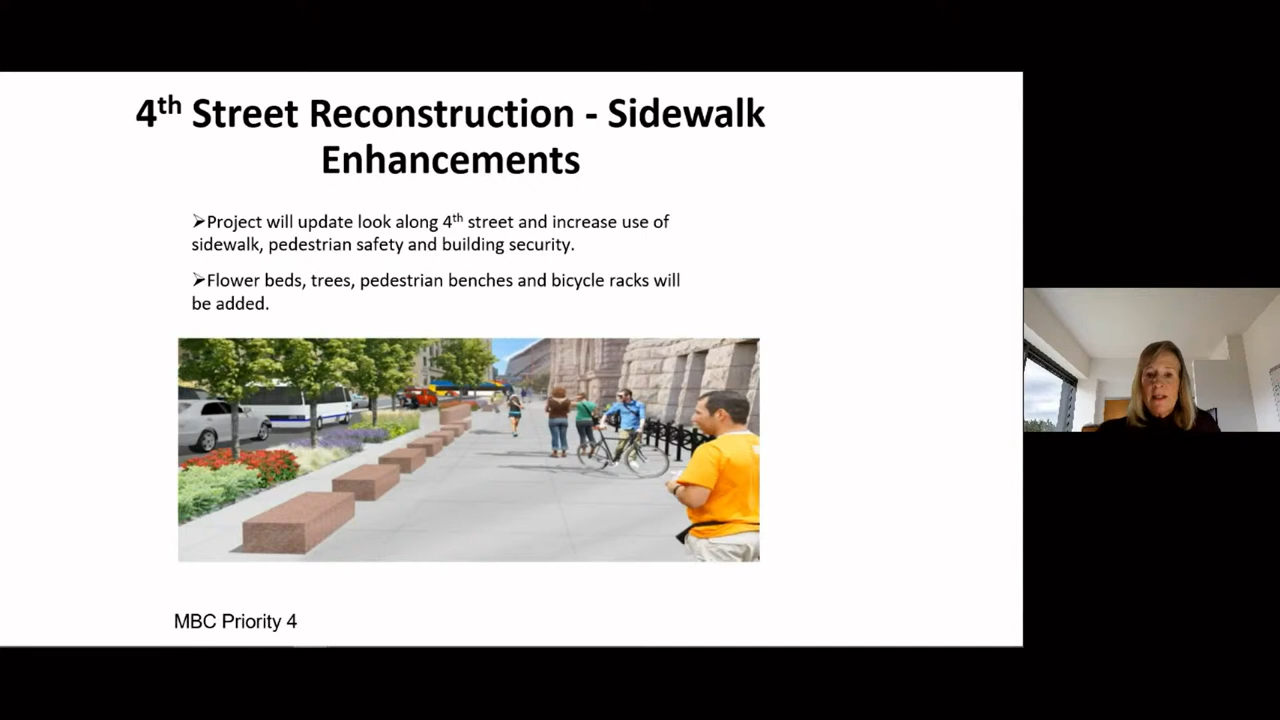 4th Street Reconstruction - Sidewalk
Enhancements
➢Project will update look along 4th street and increase use of
sidewalk, pedestrian safety and building security.
➢Flower beds, trees, pedestrian benches and bicycle racks will
be added.
MBC Priority 4